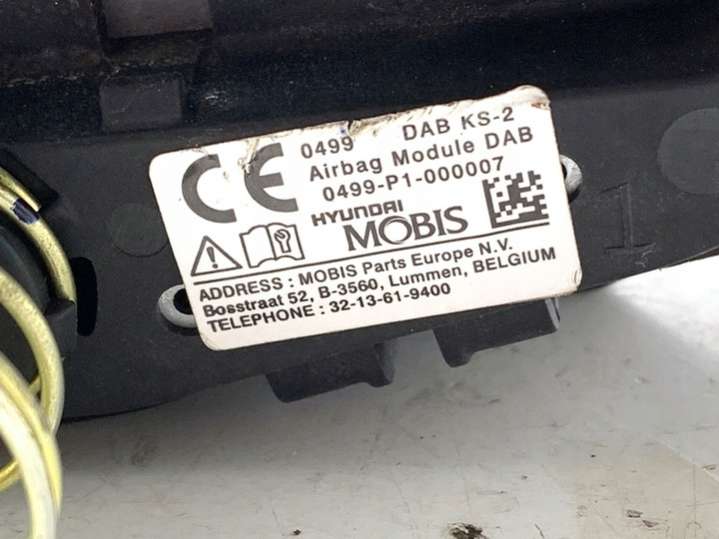 CE 0499 DAB KS-2
Airbag Module DAB
0499-P1-000007
HYUNDAI
MOBIS
ADDRESS : MOBIS Parts Europe N.V.
Bosstraat 52, B-3560, Lummen, BELGIUM
TELEPHONE : 32-13-61-9400
1